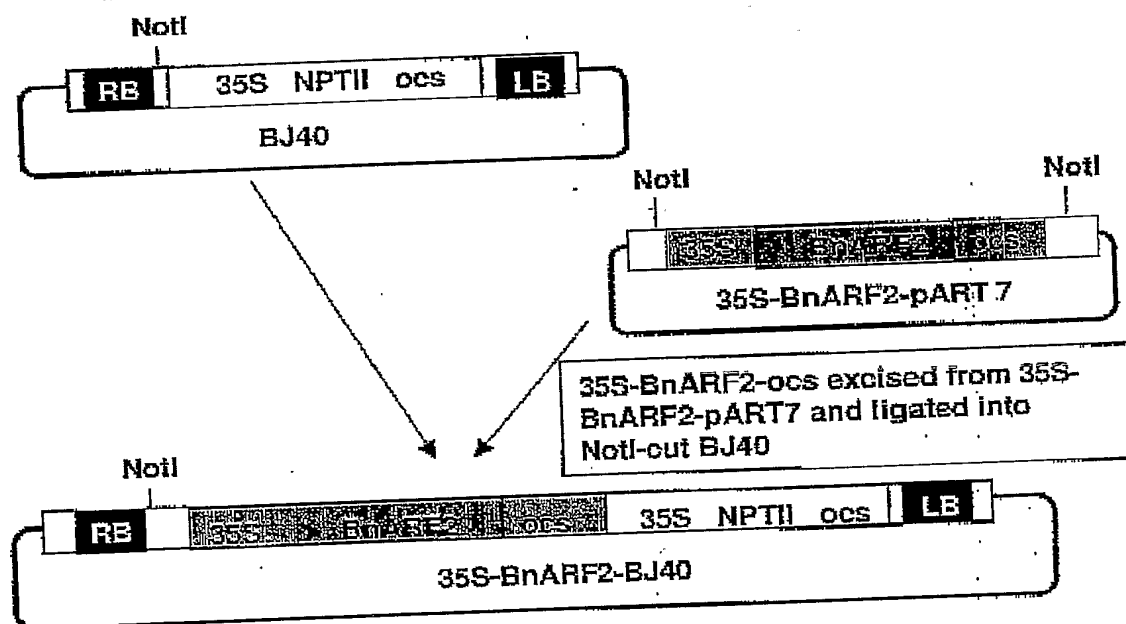 NotI
RB 35S NPTII ocs LB
BJ40
NotI NotI
35S BnARF2 ocs
35S-BnARF2-pART7
35S-BnARF2-ocs excised from 35S-
BnARF2-pART7 and ligated into
NotI-cut BJ40
NotI
RB 35S BnARF2 ocs 35S NPTII ocs LB
35S-BnARF2-BJ40